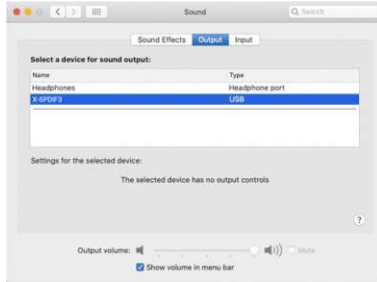 Sound
Search
Sound Effects Output Input
Select a device for sound output:
Name Type
Headphones Headphone port
X-SPDIF3 USB
Settings for the selected device:
The selected device has no output controls
?
Output volume: Mute
Show volume in menu bar